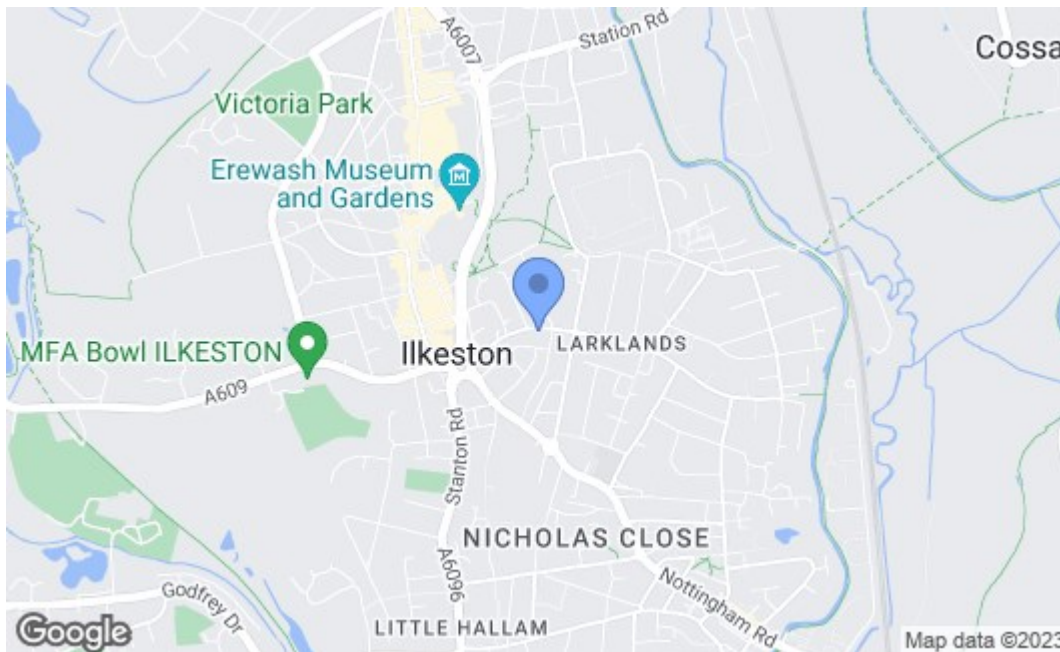 A6007
Station Rd
Cossa
Victoria Park
Erewash Museum
and Gardens
M
MFA Bowl ILKESTON
Ilkeston
LARKLANDS
A609
Stanton Rd
NICHOLAS CLOSE
A6096
Nottingham Rd
Godfrey Dr
LITTLE HALLAM
Google
Map data ©2023